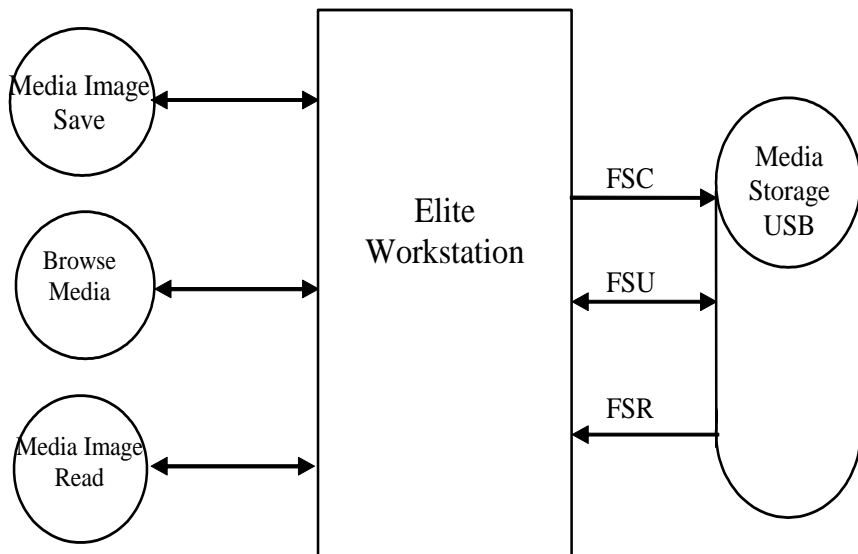 Media Image
Save
Browse
Media
Media Image
Read
Elite
Workstation
FSC
FSU
FSR
Media
Storage
USB